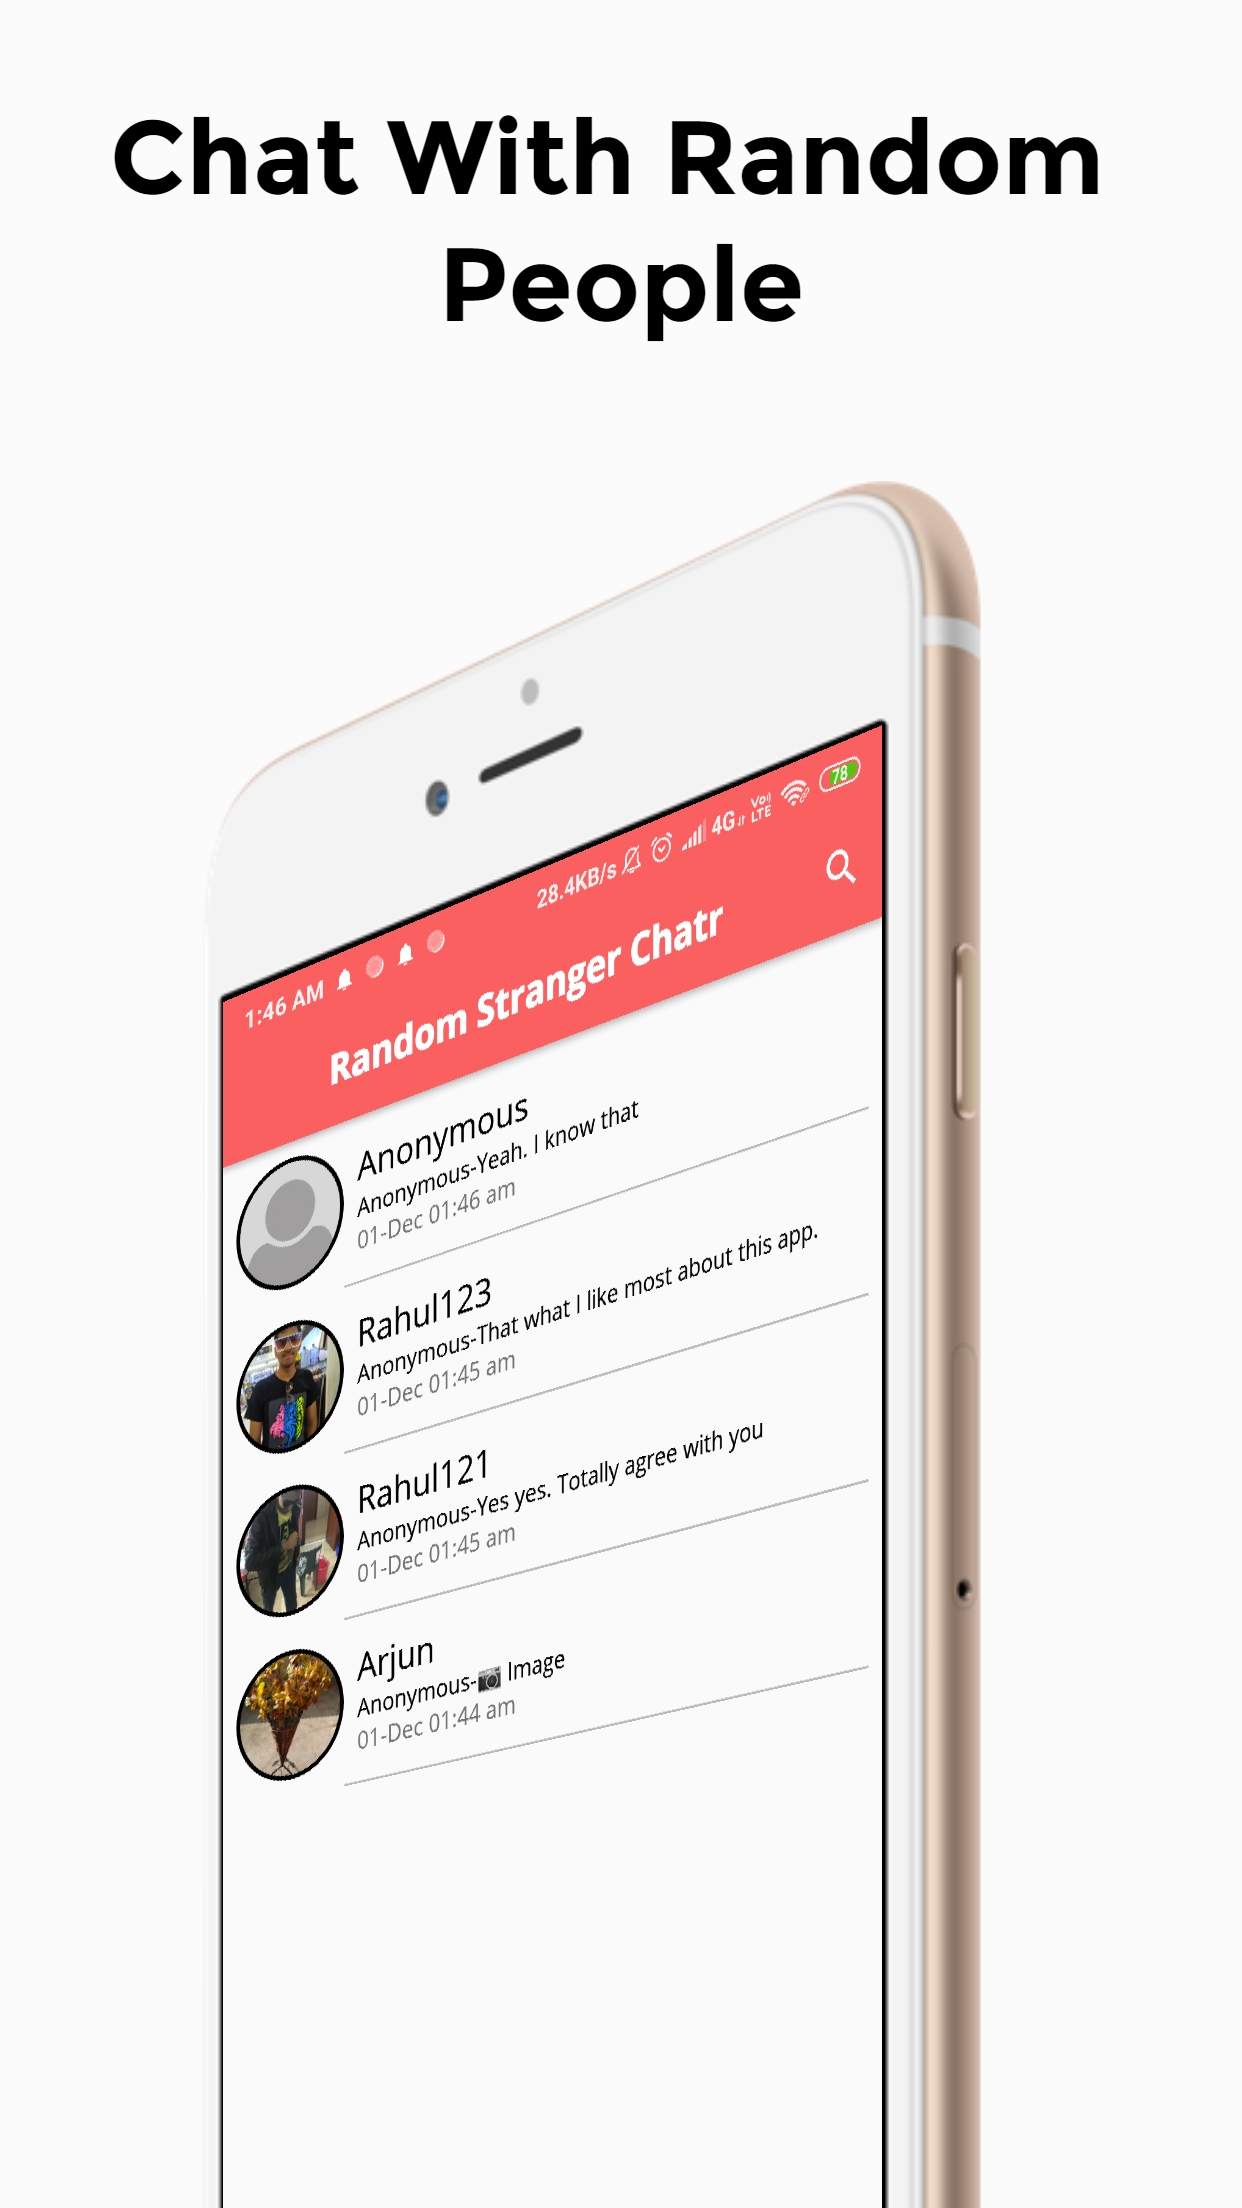 Chat With Random
People
1:46 AM 28.4KB/s 4G Vo)) LTE 78
Random Stranger Chatr
Anonymous
Anonymous-Yeah. I know that
01-Dec 01:46 am
Rahul123
Anonymous-That what I like most about this app.
01-Dec 01:45 am
Rahul121
Anonymous-Yes yes. Totally agree with you
01-Dec 01:45 am
Arjun
Anonymous-📷 Image
01-Dec 01:44 am